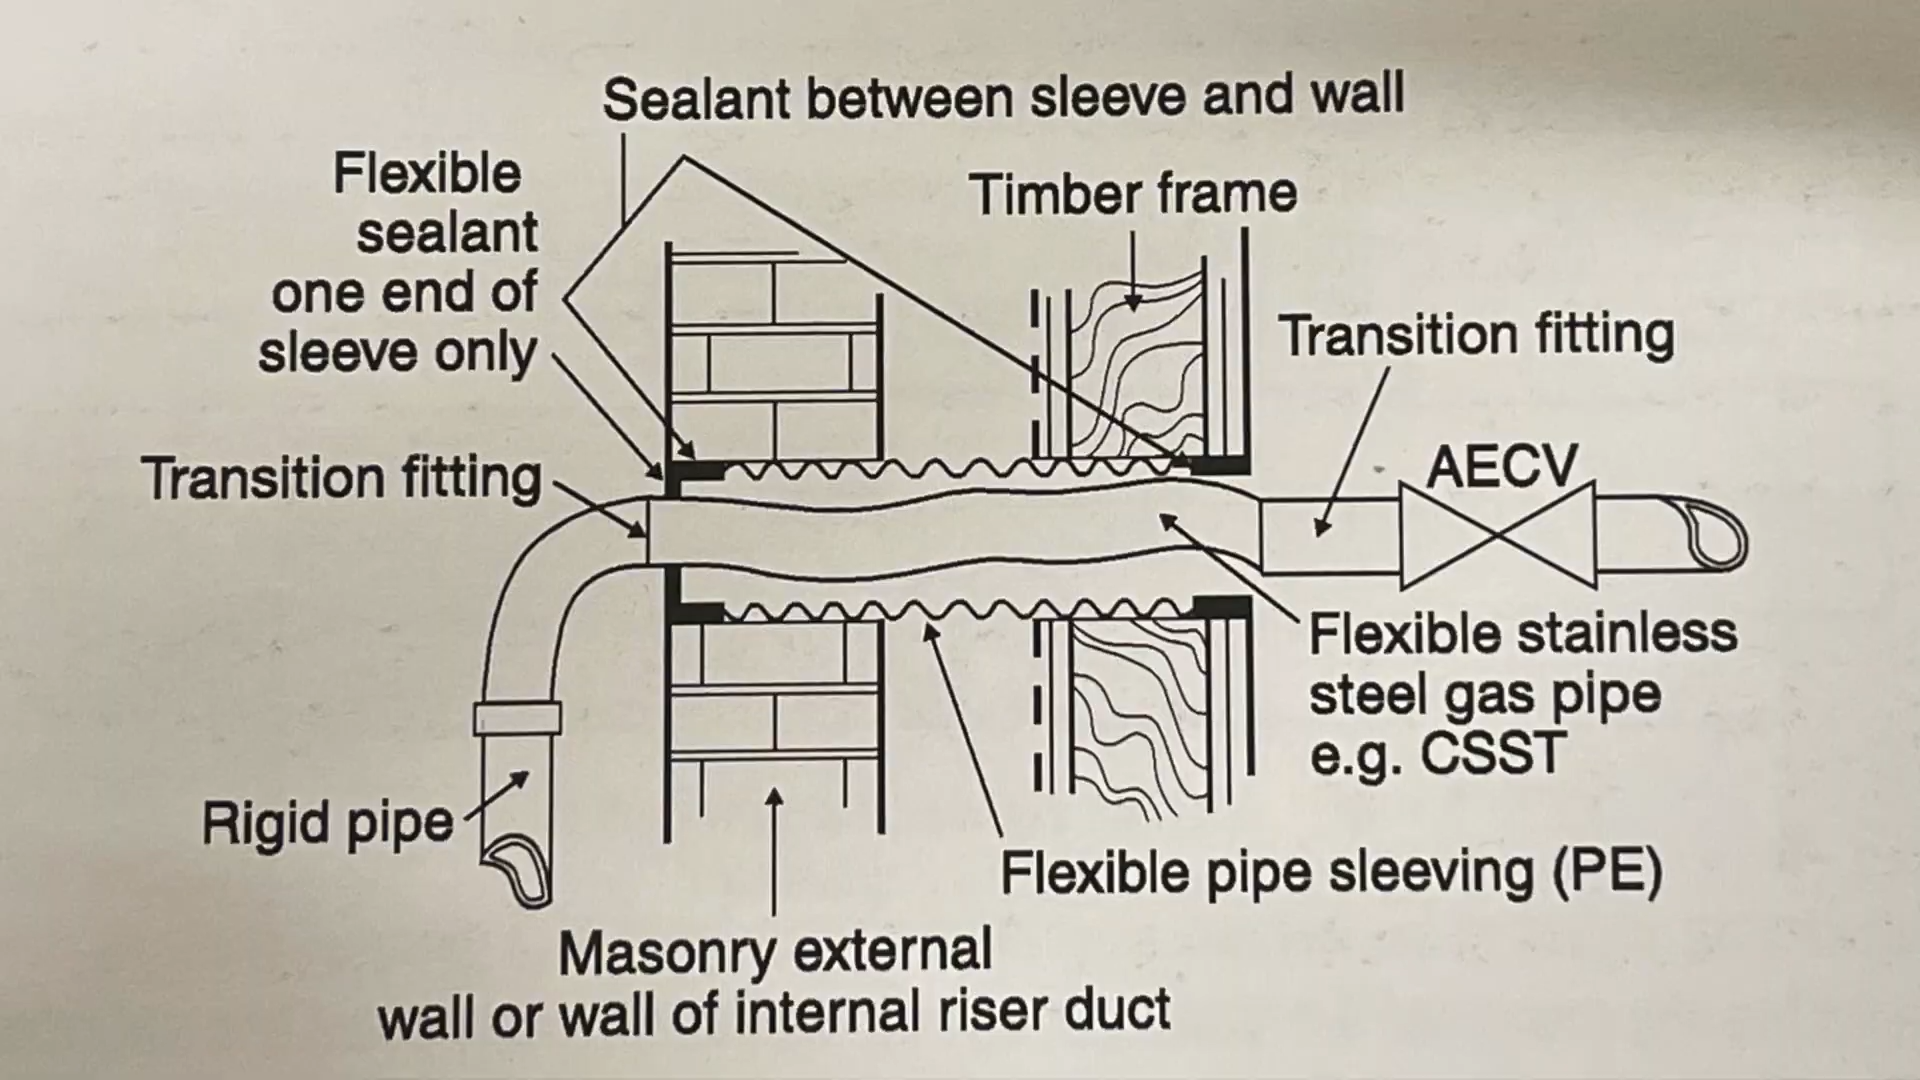 Sealant between sleeve and wall
Flexible
sealant
one end of
sleeve only
Timber frame
Transition fitting
AECV
Transition fitting
Flexible stainless
steel gas pipe
e.g. CSST
Rigid pipe
Flexible pipe sleeving (PE)
Masonry external
wall or wall of internal riser duct